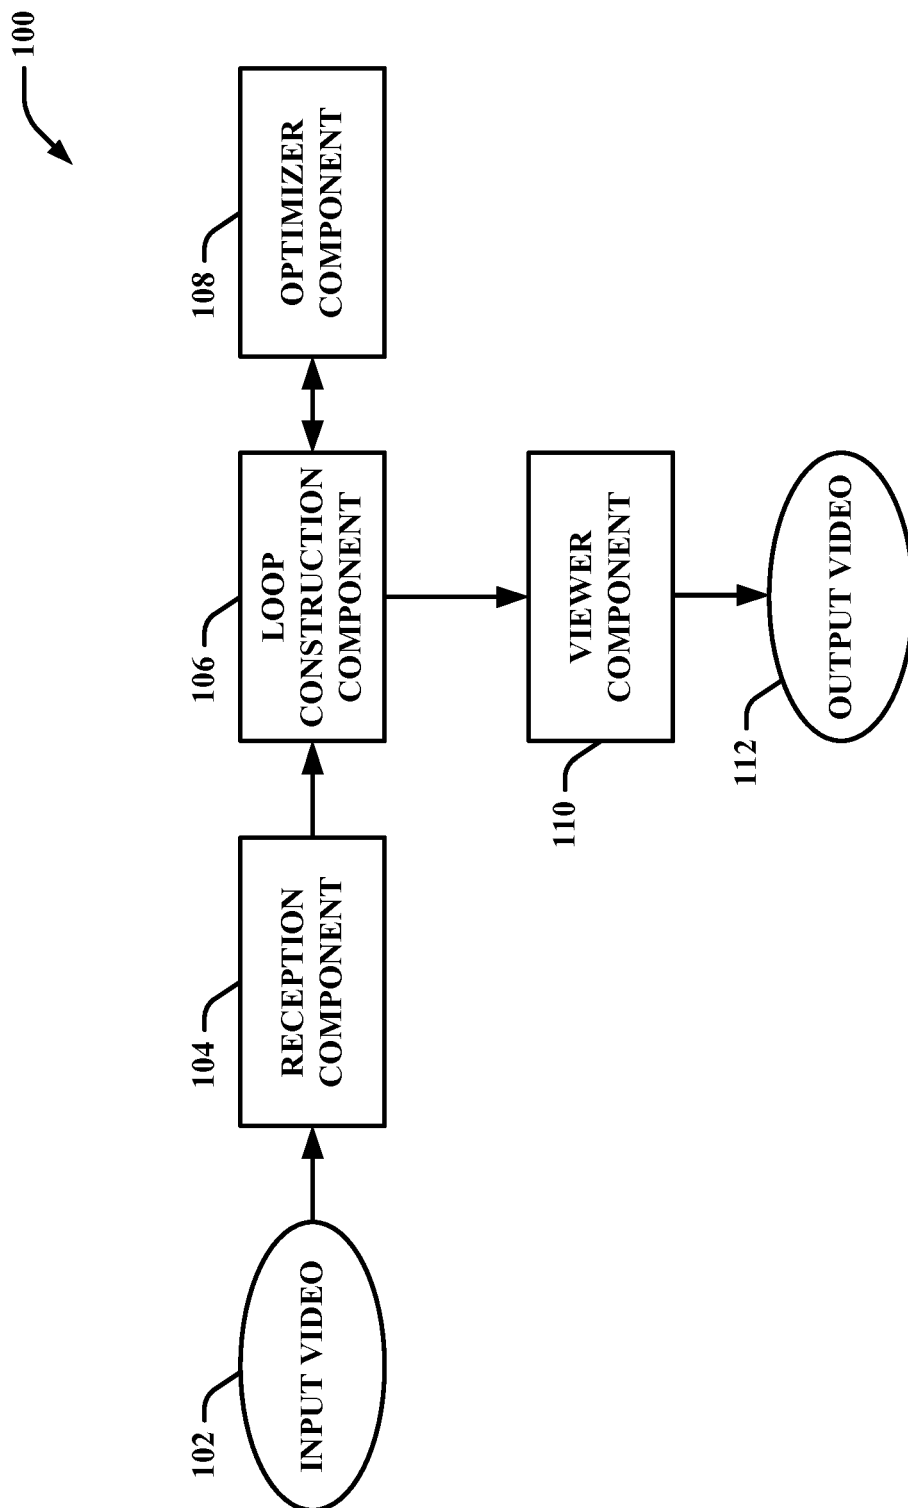 100
102
INPUT VIDEO
104
RECEPTION
COMPONENT
106
LOOP
CONSTRUCTION
COMPONENT
108
OPTIMIZER
COMPONENT
110
VIEWER
COMPONENT
112
OUTPUT VIDEO